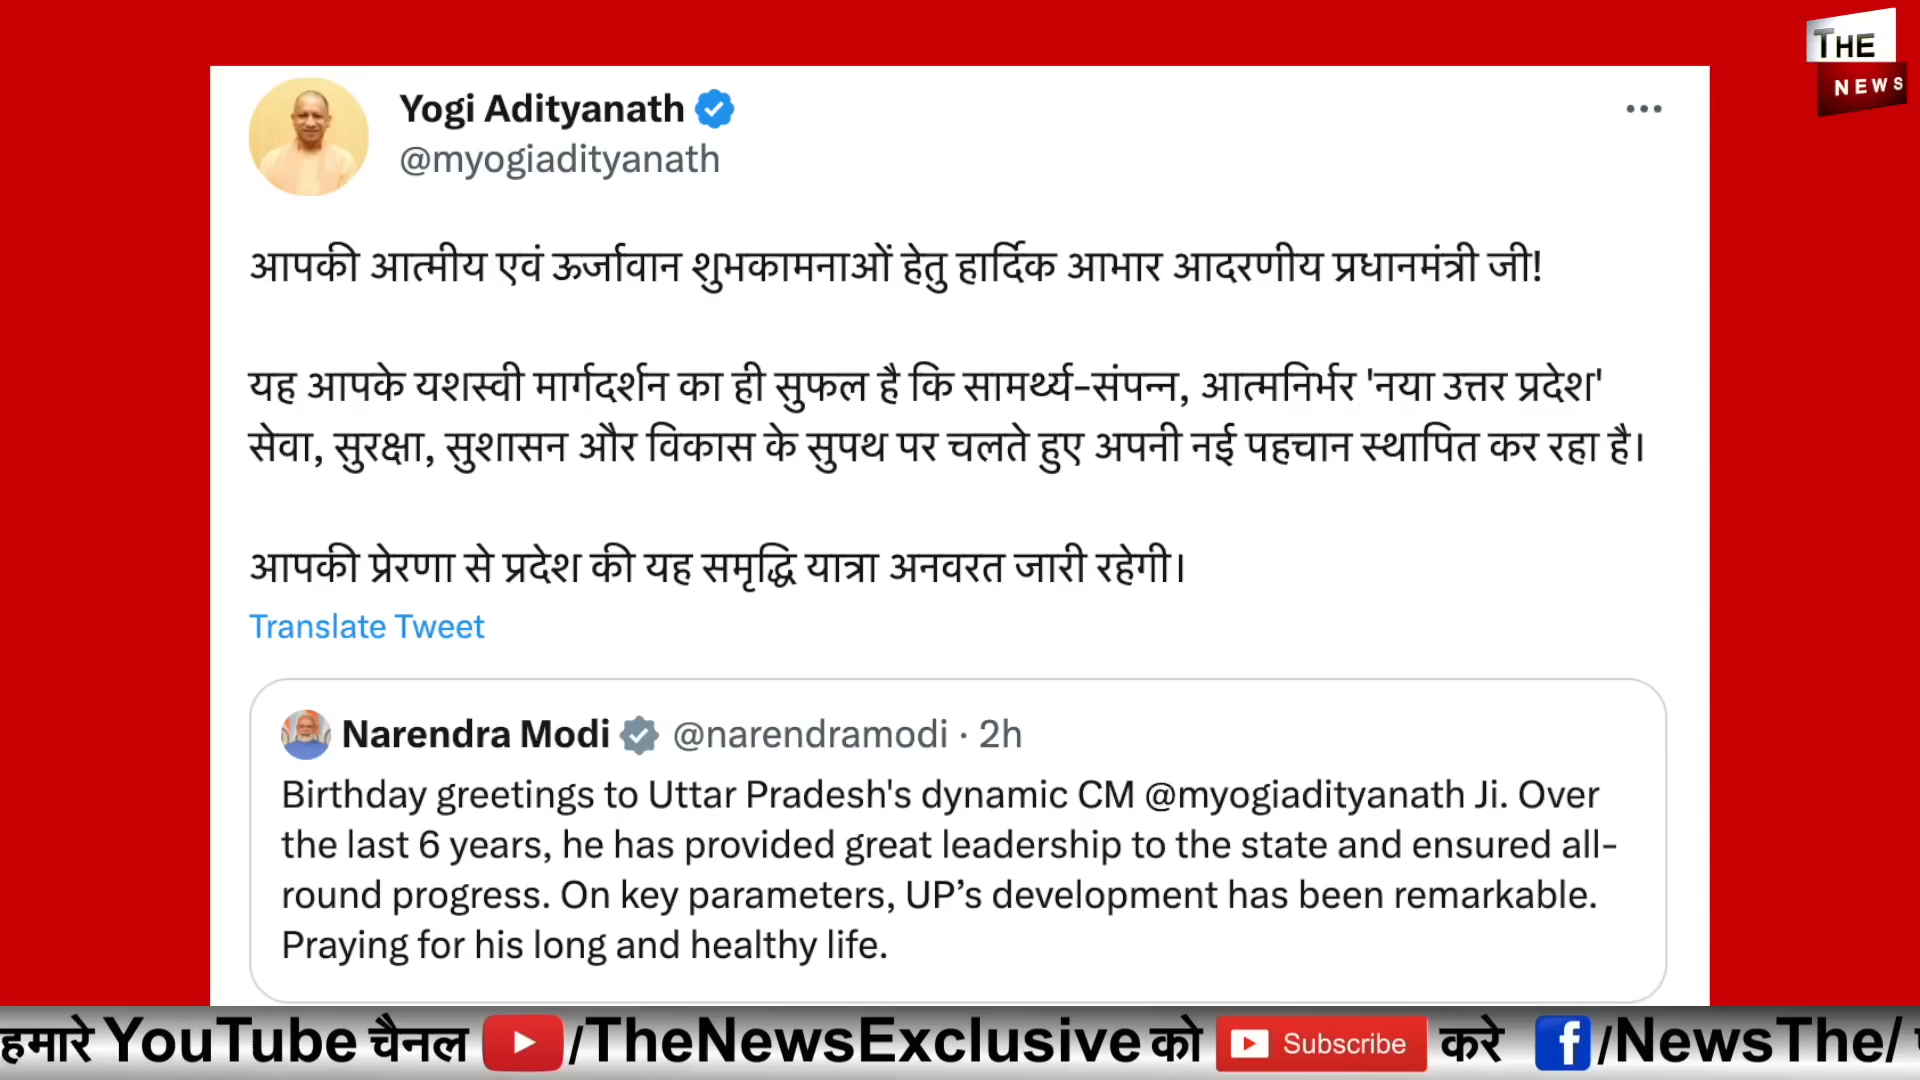 THE
NEWS
Yogi Adityanath
@myogiadityanath
आपकी आत्मीय एवं ऊर्जावान शुभकामनाओं हेतु हार्दिक आभार आदरणीय प्रधानमंत्री जी!
यह आपके यशस्वी मार्गदर्शन का ही सुफल है कि सामर्थ्य-संपन्न, आत्मनिर्भर 'नया उत्तर प्रदेश'
सेवा, सुरक्षा, सुशासन और विकास के सुपथ पर चलते हुए अपनी नई पहचान स्थापित कर रहा है।
आपकी प्रेरणा से प्रदेश की यह समृद्धि यात्रा अनवरत जारी रहेगी।
Translate Tweet
Narendra Modi @narendramodi · 2h
Birthday greetings to Uttar Pradesh's dynamic CM @myogiadityanath Ji. Over
the last 6 years, he has provided great leadership to the state and ensured all-
round progress. On key parameters, UP’s development has been remarkable.
Praying for his long and healthy life.
हमारे YouTube चैनल /TheNewsExclusive को Subscribe करे f /NewsThe/